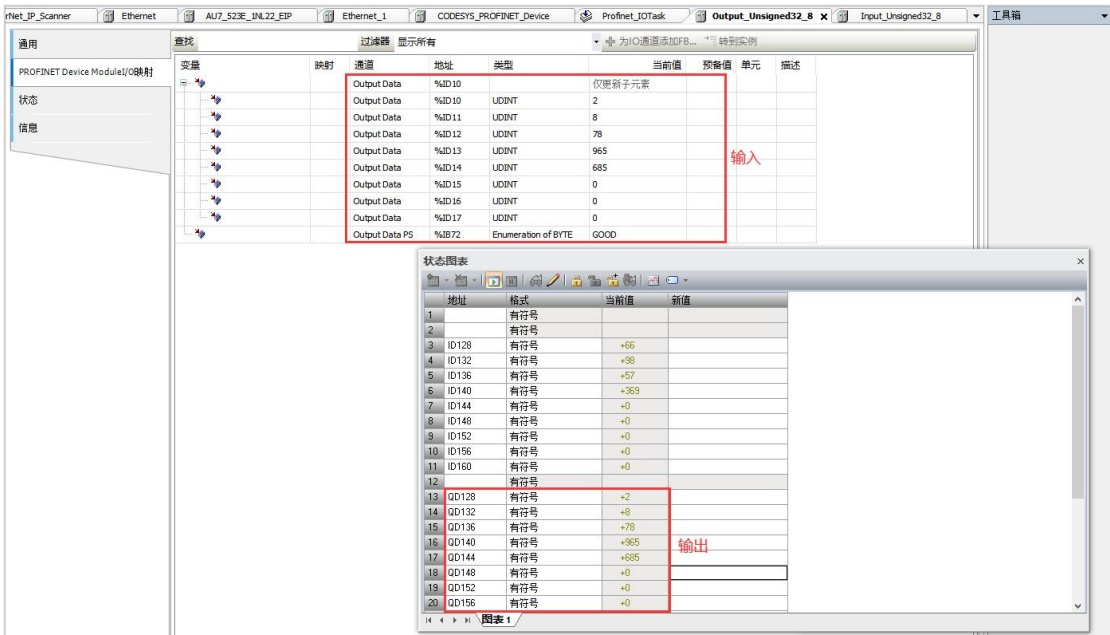 rNet_IP_Scanner Ethernet AU7_523E_1NL22_EIP Ethernet_1 CODESYS_PROFINET_Device Profinet_IOTask Output_Unsigned32_8 x Input_Unsigned32_8 工具箱
通用
PROFINET Device ModuleI/O映射
状态
信息
查找 过滤器 显示所有 为IO通道添加FB... 转到实例
变量 映射 通道 地址 类型 当前值 预备值 单元 描述
Output Data %ID10 仅更新子元素
Output Data %ID10 UDINT 2
Output Data %ID11 UDINT 8
Output Data %ID12 UDINT 78
Output Data %ID13 UDINT 965
Output Data %ID14 UDINT 685
Output Data %ID15 UDINT 0
Output Data %ID16 UDINT 0
Output Data %ID17 UDINT 0
Output Data PS %IB72 Enumeration of BYTE GOOD
输入
状态图表
地址 格式 当前值 新值
1 有符号
2 有符号
3 ID128 有符号 +66
4 ID132 有符号 +98
5 ID136 有符号 +57
6 ID140 有符号 +369
7 ID144 有符号 +0
8 ID148 有符号 +0
9 ID152 有符号 +0
10 ID156 有符号 +0
11 ID160 有符号 +0
12 有符号
13 QD128 有符号 +2
14 QD132 有符号 +8
15 QD136 有符号 +78
16 QD140 有符号 +965
17 QD144 有符号 +685
18 QD148 有符号 +0
19 QD152 有符号 +0
20 QD156 有符号 +0
输出
图表 1